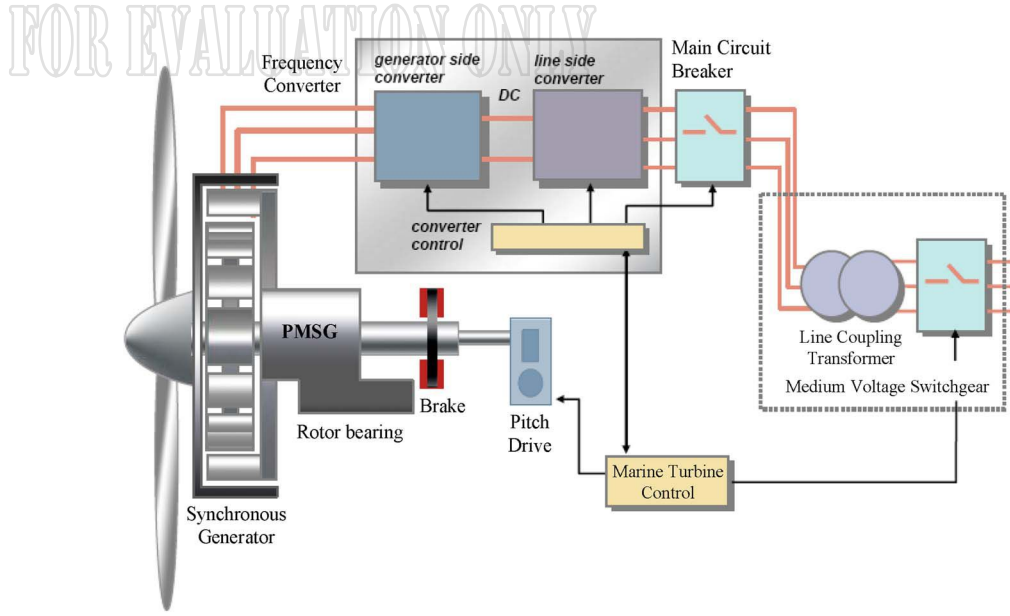 FOR EVALUATION ONLY
Frequency
Converter
generator side
converter
DC
line side
converter
Main Circuit
Breaker
converter
control
PMSG
Brake
Rotor bearing
Pitch
Drive
Line Coupling
Transformer
Medium Voltage Switchgear
Marine Turbine
Control
Synchronous
Generator